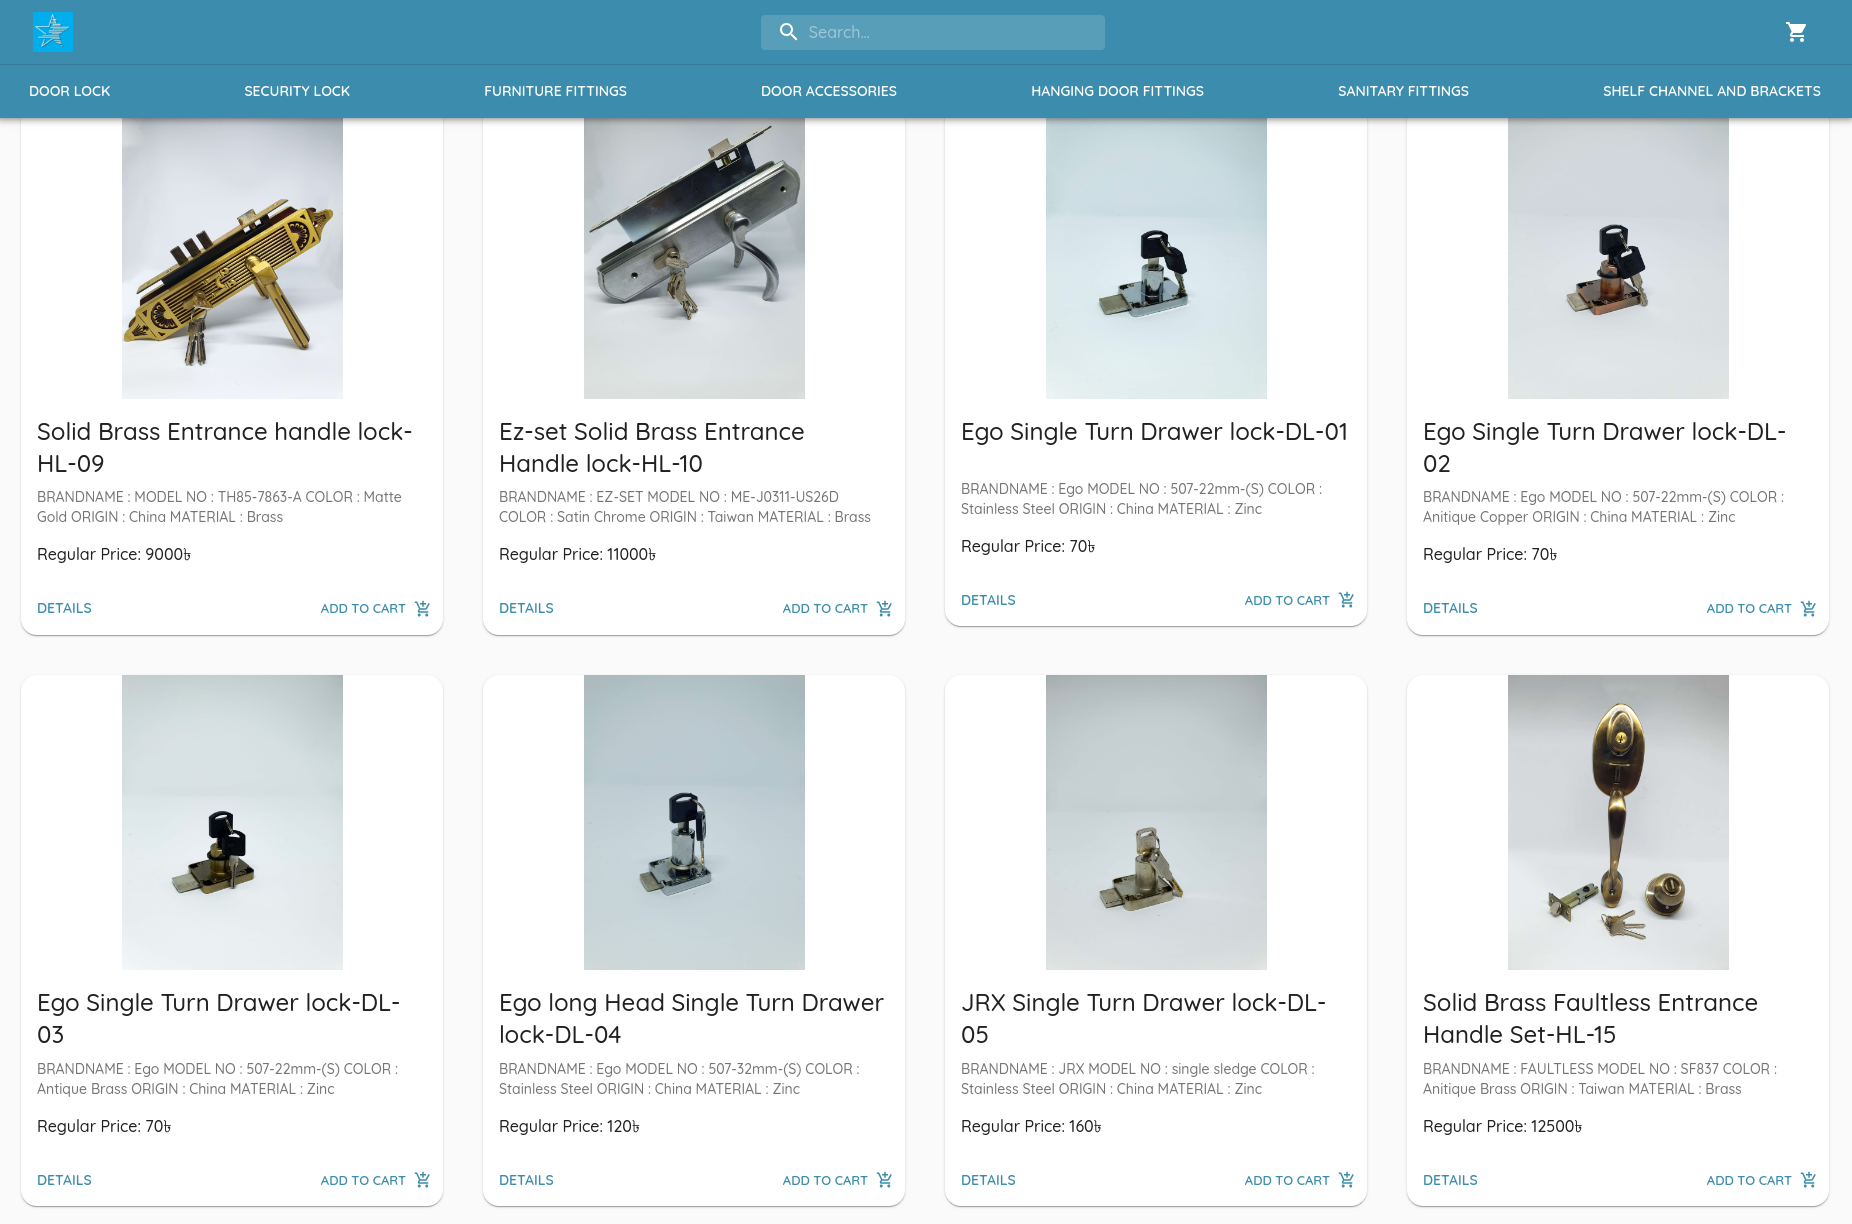 Search...
DOOR LOCK
SECURITY LOCK
FURNITURE FITTINGS
DOOR ACCESSORIES
HANGING DOOR FITTINGS
SANITARY FITTINGS
SHELF CHANNEL AND BRACKETS
Solid Brass Entrance handle lock-
HL-09
BRANDNAME : MODEL NO : TH85-7863-A COLOR : Matte
Gold ORIGIN : China MATERIAL : Brass
Regular Price: 9000৳
DETAILS
ADD TO CART
Ez-set Solid Brass Entrance
Handle lock-HL-10
BRANDNAME : EZ-SET MODEL NO : ME-J0311-US26D
COLOR : Satin Chrome ORIGIN : Taiwan MATERIAL : Brass
Regular Price: 11000৳
DETAILS
ADD TO CART
Ego Single Turn Drawer lock-DL-01
BRANDNAME : Ego MODEL NO : 507-22mm-(S) COLOR :
Stainless Steel ORIGIN : China MATERIAL : Zinc
Regular Price: 70৳
DETAILS
ADD TO CART
Ego Single Turn Drawer lock-DL-
02
BRANDNAME : Ego MODEL NO : 507-22mm-(S) COLOR :
Anitique Copper ORIGIN : China MATERIAL : Zinc
Regular Price: 70৳
DETAILS
ADD TO CART
Ego Single Turn Drawer lock-DL-
03
BRANDNAME : Ego MODEL NO : 507-22mm-(S) COLOR :
Antique Brass ORIGIN : China MATERIAL : Zinc
Regular Price: 70৳
DETAILS
ADD TO CART
Ego long Head Single Turn Drawer
lock-DL-04
BRANDNAME : Ego MODEL NO : 507-32mm-(S) COLOR :
Stainless Steel ORIGIN : China MATERIAL : Zinc
Regular Price: 120৳
DETAILS
ADD TO CART
JRX Single Turn Drawer lock-DL-
05
BRANDNAME : JRX MODEL NO : single sledge COLOR :
Stainless Steel ORIGIN : China MATERIAL : Zinc
Regular Price: 160৳
DETAILS
ADD TO CART
Solid Brass Faultless Entrance
Handle Set-HL-15
BRANDNAME : FAULTLESS MODEL NO : SF837 COLOR :
Anitique Brass ORIGIN : Taiwan MATERIAL : Brass
Regular Price: 12500৳
DETAILS
ADD TO CART